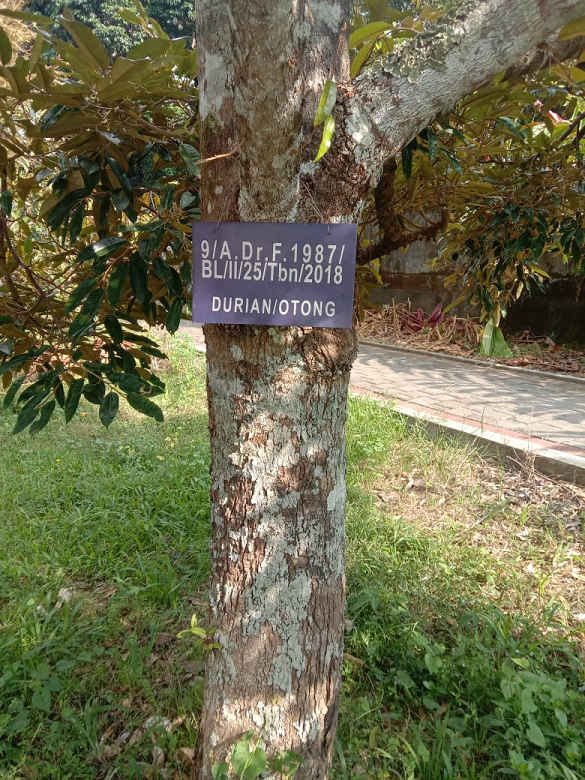 9/A.Dr.F.1987/
BL/II/25/Tbn/2018
DURIAN/OTONG